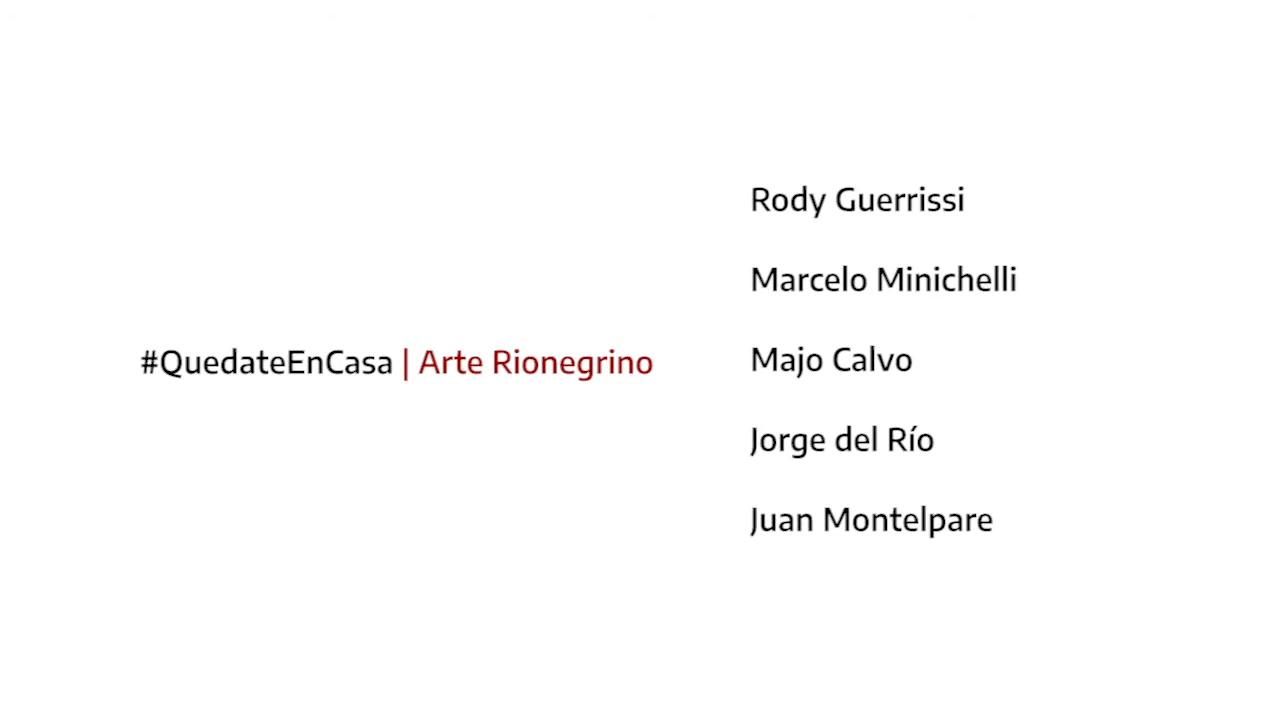 #QuedateEnCasa | Arte Rionegrino
Rody Guerrissi
Marcelo Minichelli
Majo Calvo
Jorge del Río
Juan Montelpare